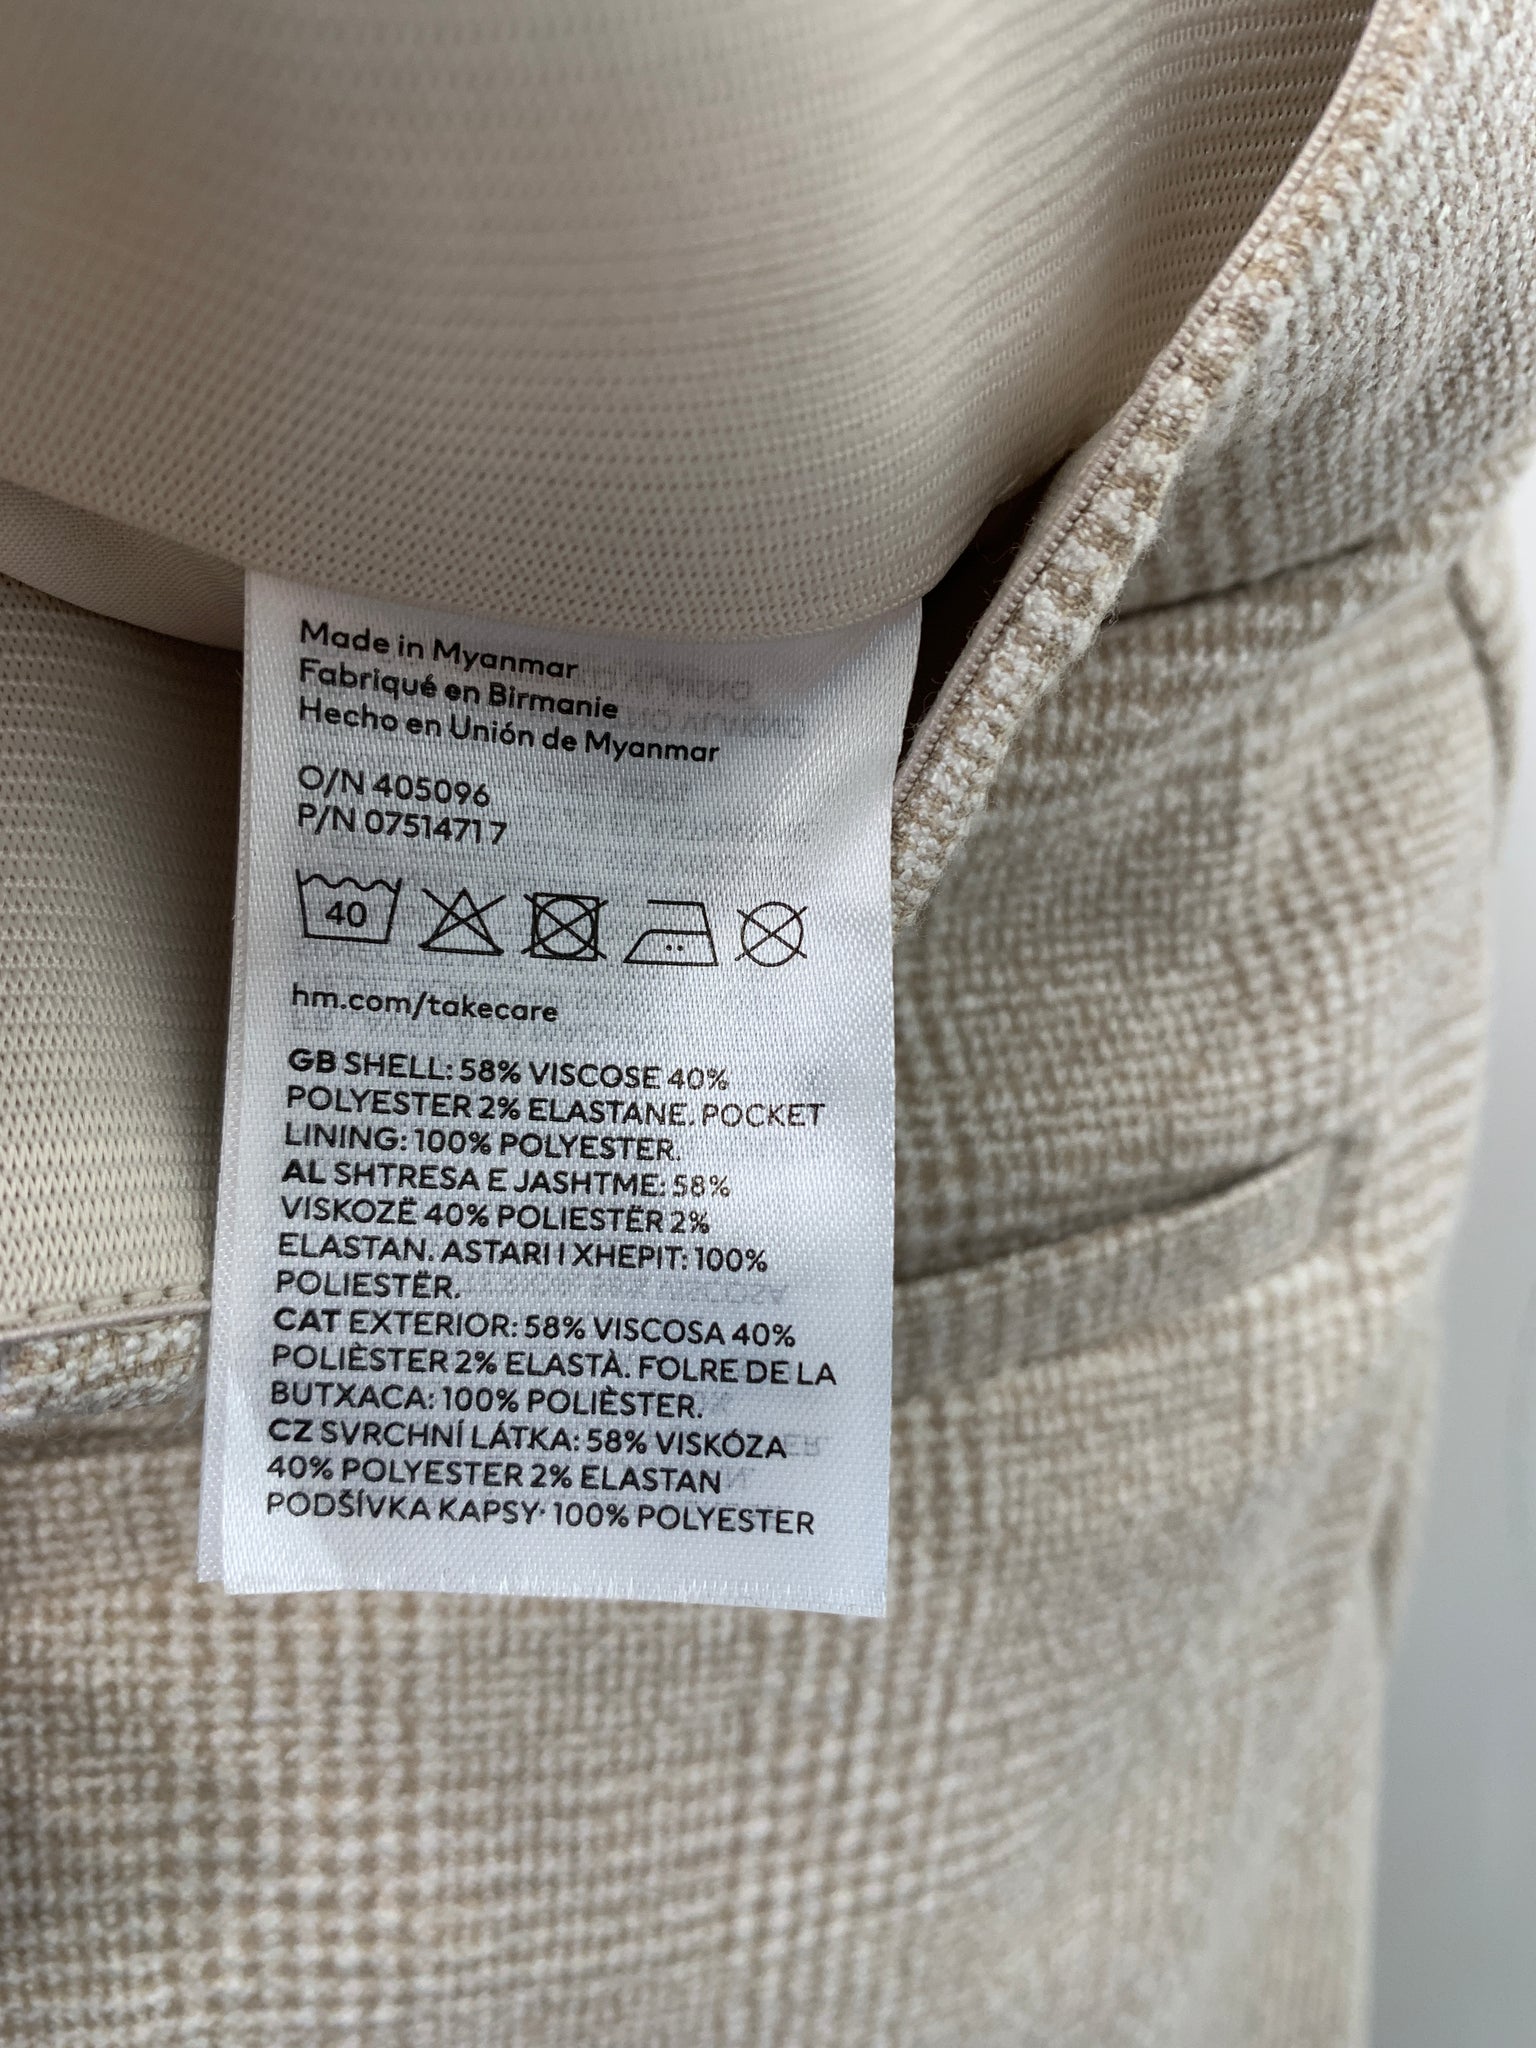 Made in Myanmar
Fabriqué en Birmanie
Hecho en Unión de Myanmar
O/N 405096
P/N 07514717
40
hm.com/takecare
GB SHELL: 58% VISCOSE 40%
POLYESTER 2% ELASTANE. POCKET
LINING: 100% POLYESTER.
AL SHTRESA E JASHTME: 58%
VISKOZË 40% POLIESTËR 2%
ELASTAN. ASTARI I XHEPIT: 100%
POLIESTËR.
CAT EXTERIOR: 58% VISCOSA 40%
POLIÈSTER 2% ELASTÀ. FOLRE DE LA
BUTXACA: 100% POLIÈSTER.
CZ SVRCHNÍ LÁTKA: 58% VISKÓZA
40% POLYESTER 2% ELASTAN
PODŠÍVKA KAPSY: 100% POLYESTER